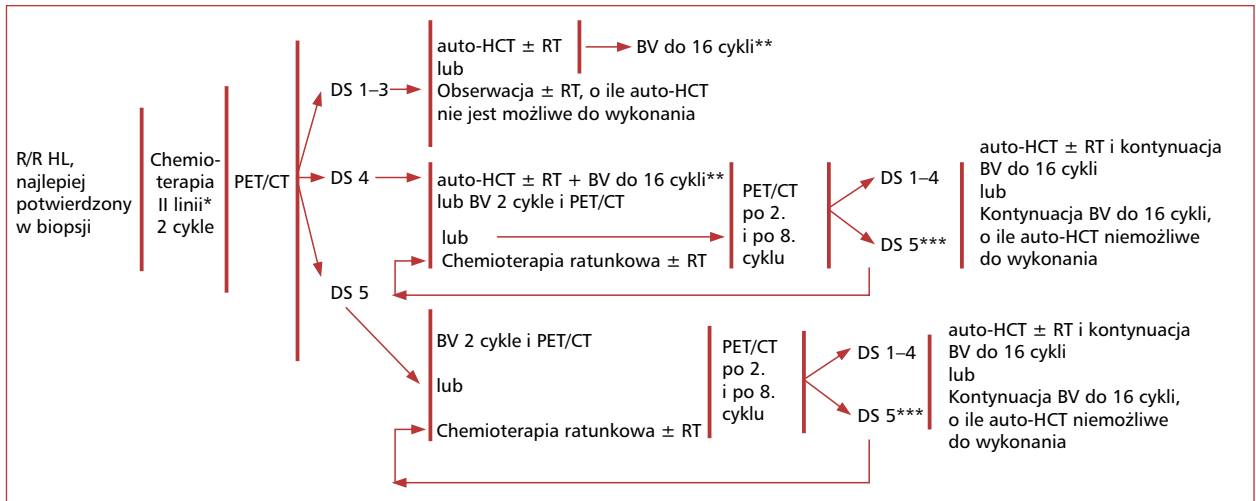 R/R HL,
najlepiej
potwierdzony
w biopsji
Chemio-
terapia
II linii*
2 cykle
PET/CT
DS 1–3
auto-HCT ± RT
lub
Obserwacja ± RT, o ile auto-HCT
nie jest możliwe do wykonania
BV do 16 cykli**
DS 4
auto-HCT ± RT + BV do 16 cykli**
lub BV 2 cykle i PET/CT
lub
Chemioterapia ratunkowa ± RT
PET/CT
po 2.
i po 8.
cyklu
DS 1–4
DS 5***
auto-HCT ± RT i kontynuacja
BV do 16 cykli
lub
Kontynuacja BV do 16 cykli,
o ile auto-HCT niemożliwe
do wykonania
DS 5
BV 2 cykle i PET/CT
lub
Chemioterapia ratunkowa ± RT
PET/CT
po 2.
i po 8.
cyklu
DS 1–4
DS 5***
auto-HCT ± RT i kontynuacja
BV do 16 cykli
lub
Kontynuacja BV do 16 cykli,
o ile auto-HCT niemożliwe
do wykonania